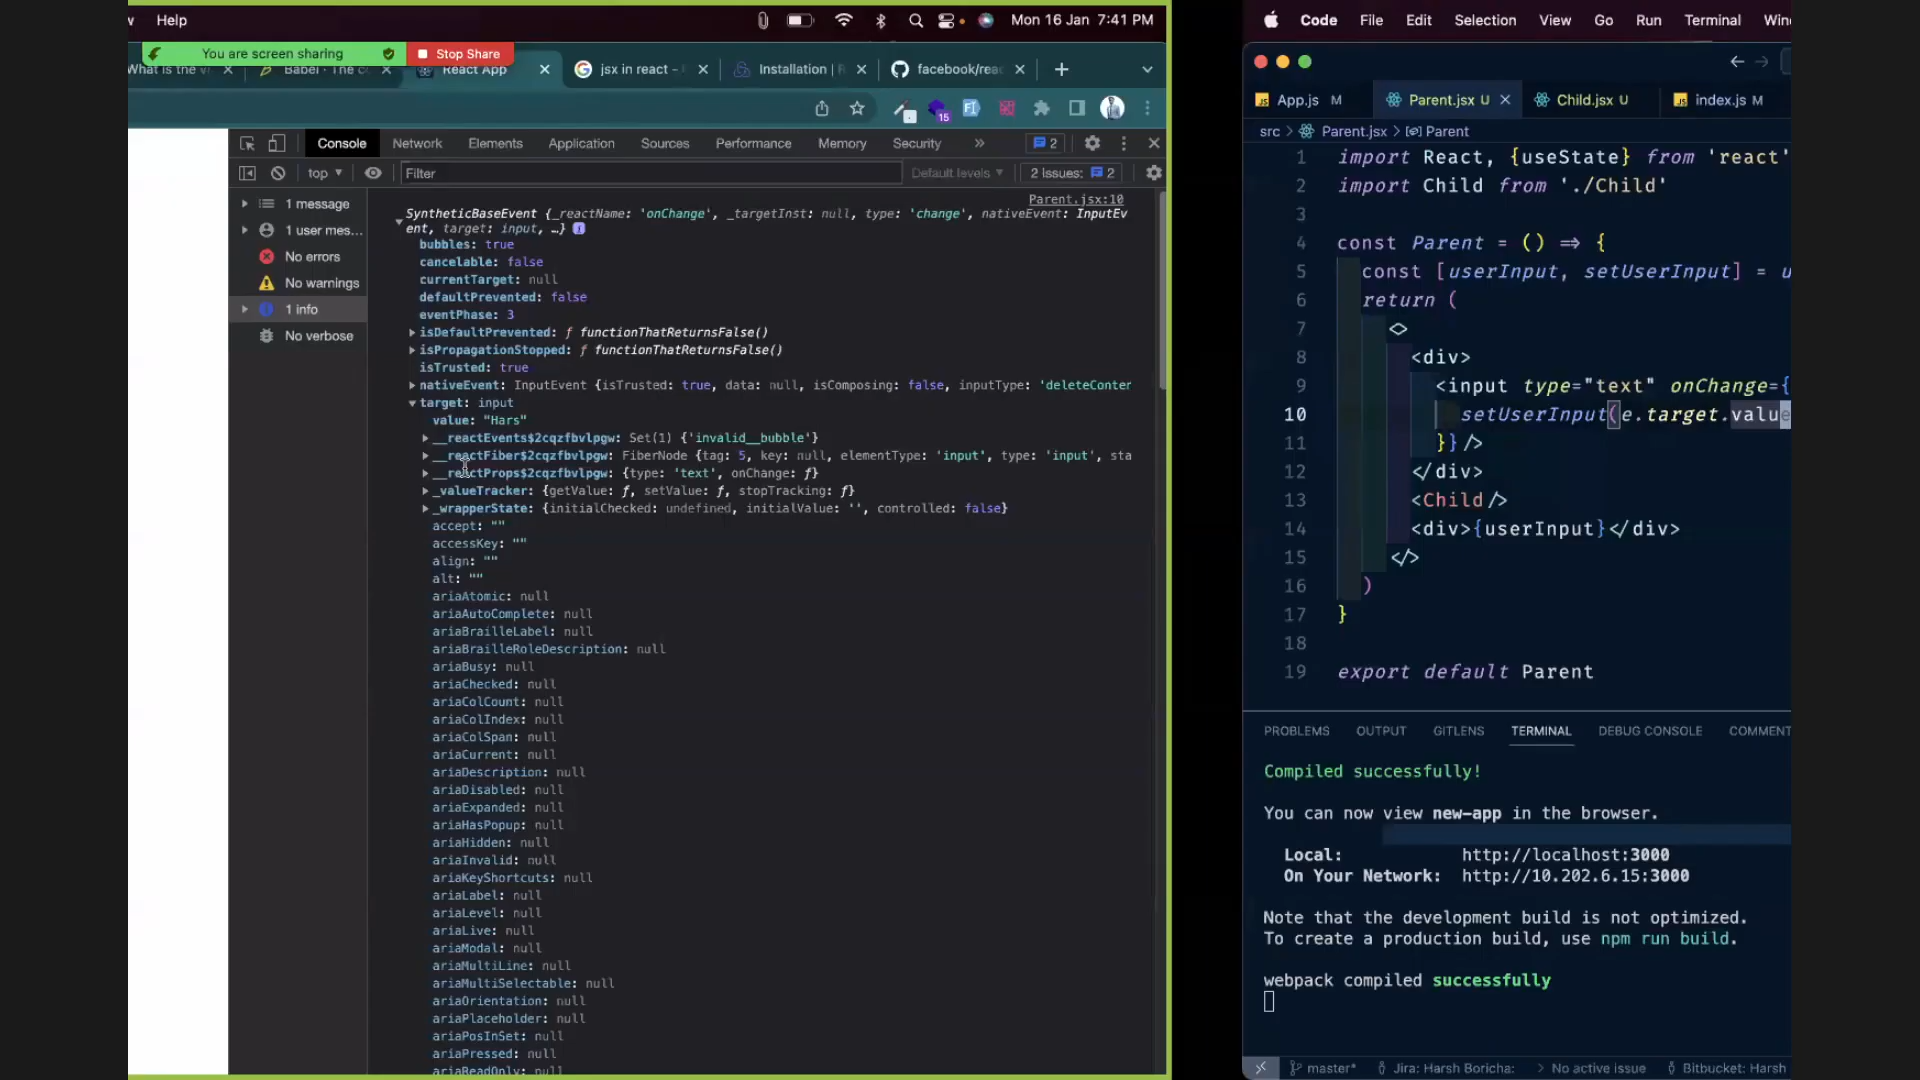 Help
Mon 16 Jan 7:41 PM
You are screen sharing
Stop Share
What is the v
Babel · The co
React App
jsx in react -
Installation |
facebook/rea
15
Console
Network
Elements
Application
Sources
Performance
Memory
Security
2
top
Filter
Default levels
2 Issues: 2
1 message
1 user mes...
No errors
No warnings
1 info
No verbose
Parent.jsx:10
SyntheticBaseEvent {_reactName: 'onChange', _targetInst: null, type: 'change', nativeEvent: InputEv
ent, target: input, …}
bubbles: true
cancelable: false
currentTarget: null
defaultPrevented: false
eventPhase: 3
isDefaultPrevented: ƒ functionThatReturnsFalse()
isPropagationStopped: ƒ functionThatReturnsFalse()
isTrusted: true
nativeEvent: InputEvent {isTrusted: true, data: null, isComposing: false, inputType: 'deleteConten
target: input
value: "Hars"
__reactEvents$2cqzfbvlpgw: Set(1) {'invalid__bubble'}
__reactFiber$2cqzfbvlpgw: FiberNode {tag: 5, key: null, elementType: 'input', type: 'input', sta
__reactProps$2cqzfbvlpgw: {type: 'text', onChange: ƒ}
_valueTracker: {getValue: ƒ, setValue: ƒ, stopTracking: ƒ}
_wrapperState: {initialChecked: undefined, initialValue: '', controlled: false}
accept: ""
accessKey: ""
align: ""
alt: ""
ariaAtomic: null
ariaAutoComplete: null
ariaBrailleLabel: null
ariaBrailleRoleDescription: null
ariaBusy: null
ariaChecked: null
ariaColCount: null
ariaColIndex: null
ariaColSpan: null
ariaCurrent: null
ariaDescription: null
ariaDisabled: null
ariaExpanded: null
ariaHasPopup: null
ariaHidden: null
ariaInvalid: null
ariaKeyShortcuts: null
ariaLabel: null
ariaLevel: null
ariaLive: null
ariaModal: null
ariaMultiLine: null
ariaMultiSelectable: null
ariaOrientation: null
ariaPlaceholder: null
ariaPosInSet: null
ariaPressed: null
ariaReadOnly: null
Code File Edit Selection View Go Run Terminal Win
App.js M
Parent.jsx U
Child.jsx U
index.js M
src > Parent.jsx > Parent
1 import React, {useState} from 'react'
2 import Child from './Child'
3
4 const Parent = () => {
5 const [userInput, setUserInput] = u
6 return (
7 <>
8 <div>
9 <input type="text" onChange={
10 setUserInput(e.target.value
11 }} />
12 </div>
13 <Child />
14 <div>{userInput}</div>
15 </>
16 )
17 }
18
19 export default Parent
PROBLEMS OUTPUT GITLENS TERMINAL DEBUG CONSOLE COMMENT
Compiled successfully!
You can now view new-app in the browser.
Local: http://localhost:3000
On Your Network: http://10.202.6.15:3000
Note that the development build is not optimized.
To create a production build, use npm run build.
webpack compiled successfully
master* Jira: Harsh Boricha: No active issue Bitbucket: Harsh